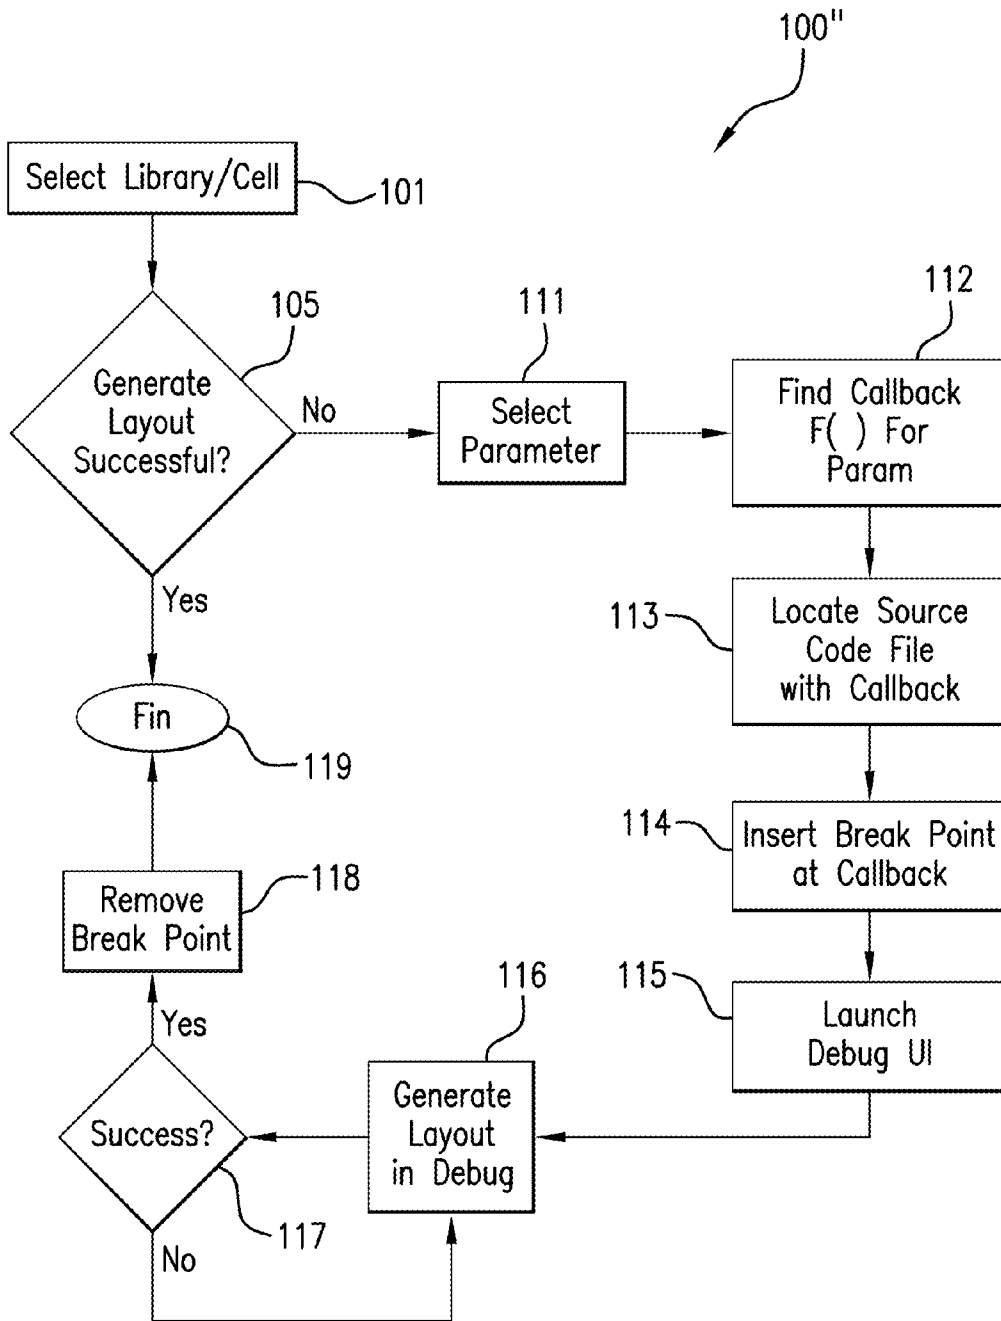 100"
Select Library/Cell
101
105
Generate
Layout
Successful?
No
Yes
111
Select
Parameter
112
Find Callback
F( ) For
Param
113
Locate Source
Code File
with Callback
114
Insert Break Point
at Callback
115
Launch
Debug UI
116
Generate
Layout
in Debug
Success?
117
No
Yes
118
Remove
Break Point
Fin
119